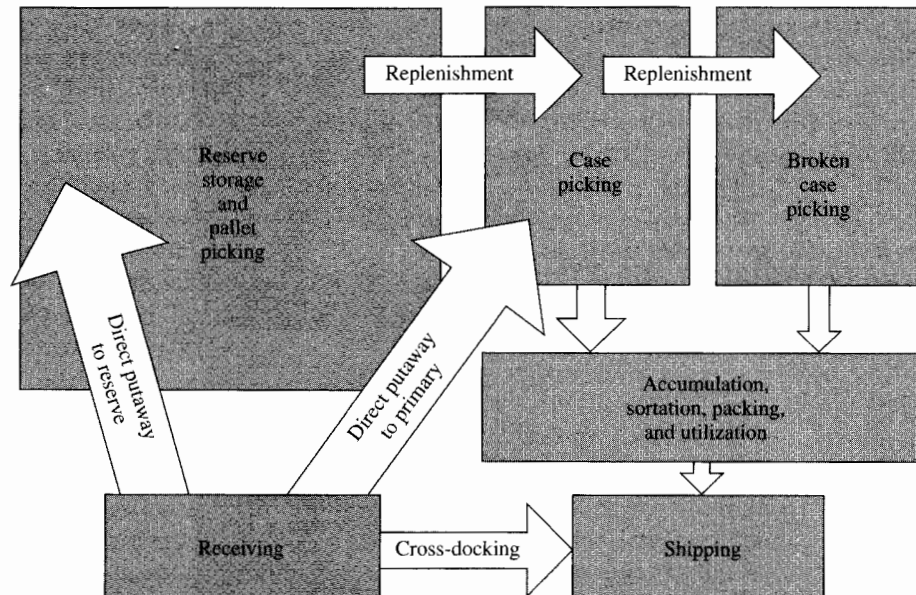 Replenishment
Replenishment
Reserve
storage
and
pallet
picking
Case
picking
Broken
case
picking
Direct putaway
to reserve
Direct putaway
to primary
Accumulation,
sortation, packing,
and utilization
Receiving
Cross-docking
Shipping